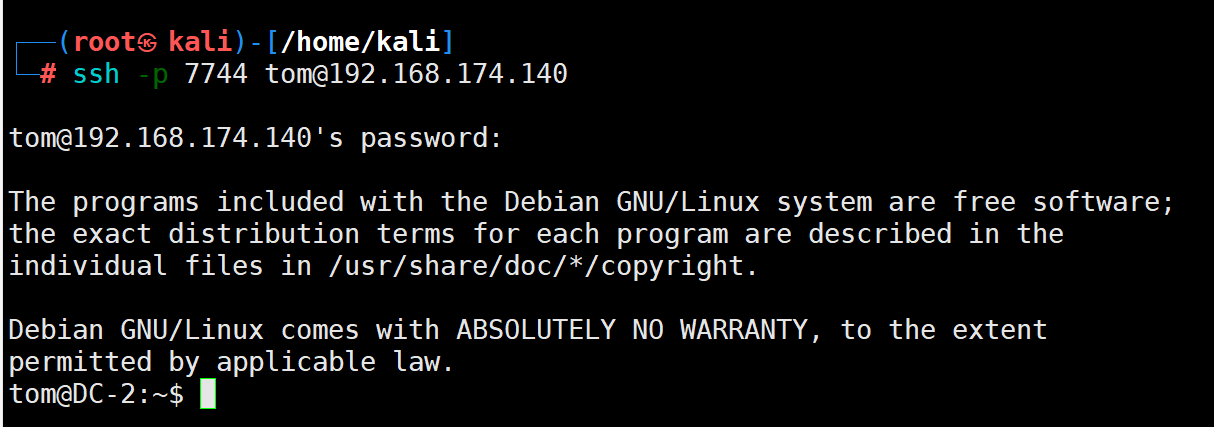 ┌──(root㉿kali)-[/home/kali]
└─# ssh -p 7744 tom@192.168.174.140
tom@192.168.174.140's password:
The programs included with the Debian GNU/Linux system are free software;
the exact distribution terms for each program are described in the
individual files in /usr/share/doc/*/copyright.
Debian GNU/Linux comes with ABSOLUTELY NO WARRANTY, to the extent
permitted by applicable law.
tom@DC-2:~$